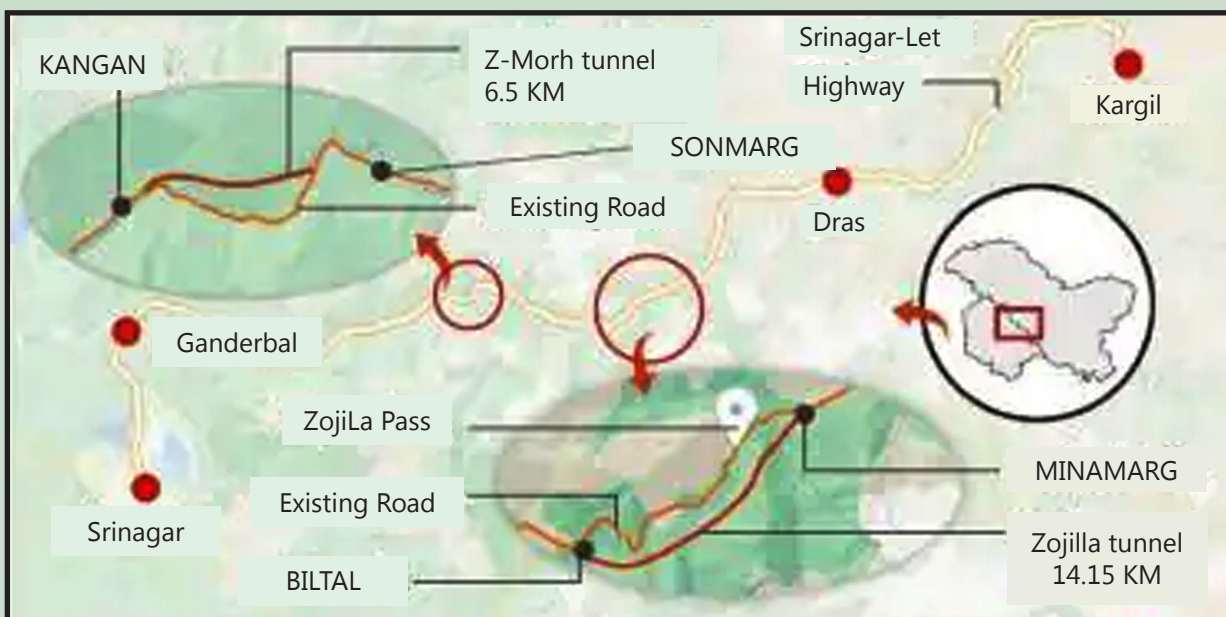 KANGAN
Z-Morh tunnel
6.5 KM
Srinagar-Let
Highway
Kargil
SONMARG
Existing Road
Dras
Ganderbal
ZojiLa Pass
Existing Road
MINAMARG
Srinagar
Zojilla tunnel
14.15 KM
BILTAL